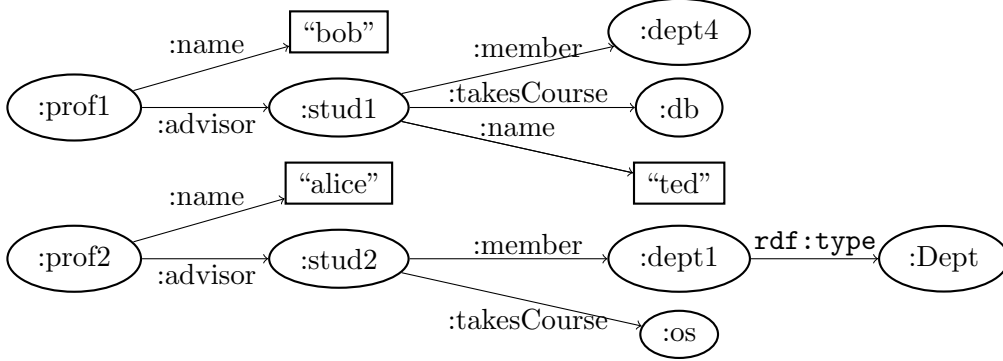 :name “bob” :member :dept4
:prof1 :advisor :stud1 :takesCourse :db
:name “ted”
:name “alice”
:prof2 :advisor :stud2 :member :dept1 rdf:type :Dept
:takesCourse :os